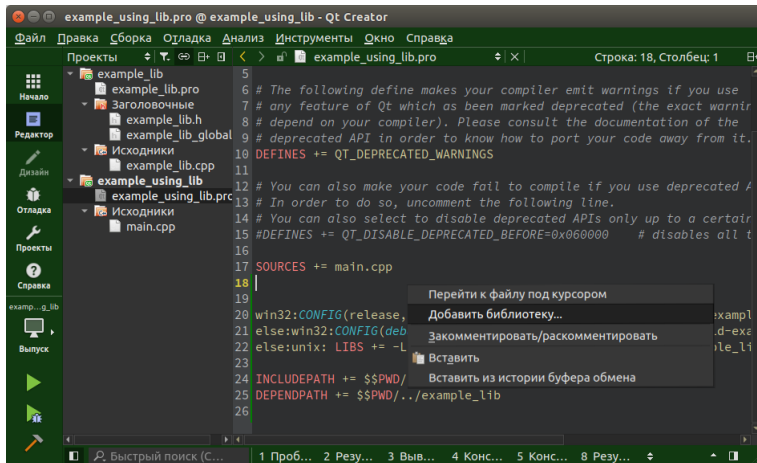 example_using_lib.pro @ example_using_lib - Qt Creator
Файл Правка Сборка Отладка Анализ Инструменты Окно Справка
Проекты example_using_lib.pro Строка: 18, Столбец: 1
Начало
Редактор
Дизайн
Отладка
Проекты
Справка
examp...g_lib
Выпуск
example_lib
example_lib.pro
Заголовочные
example_lib.h
example_lib_global
Исходники
example_lib.cpp
example_using_lib
example_using_lib.pro
Исходники
main.cpp
5
6 # The following define makes your compiler emit warnings if you use
7 # any feature of Qt which as been marked deprecated (the exact warnin
8 # depend on your compiler). Please consult the documentation of the
9 # deprecated API in order to know how to port your code away from it.
10 DEFINES += QT_DEPRECATED_WARNINGS
11
12 # You can also make your code fail to compile if you use deprecated A
13 # In order to do so, uncomment the following line.
14 # You can also select to disable deprecated APIs only up to a certain
15 #DEFINES += QT_DISABLE_DEPRECATED_BEFORE=0x060000 # disables all t
16
17 SOURCES += main.cpp
18
19
20 win32:CONFIG(release, exampl
21 else:win32:CONFIG(deb d-exa
22 else:unix: LIBS += -L le_li
23
24 INCLUDEPATH += $$PWD/
25 DEPENDPATH += $$PWD/../example_lib
26
Перейти к файлу под курсором
Добавить библиотеку...
Закомментировать/раскомментировать
Вставить
Вставить из истории буфера обмена
Быстрый поиск (C... 1 Проб... 2 Резу... 3 Выв... 4 Конс... 5 Конс... 8 Резу...